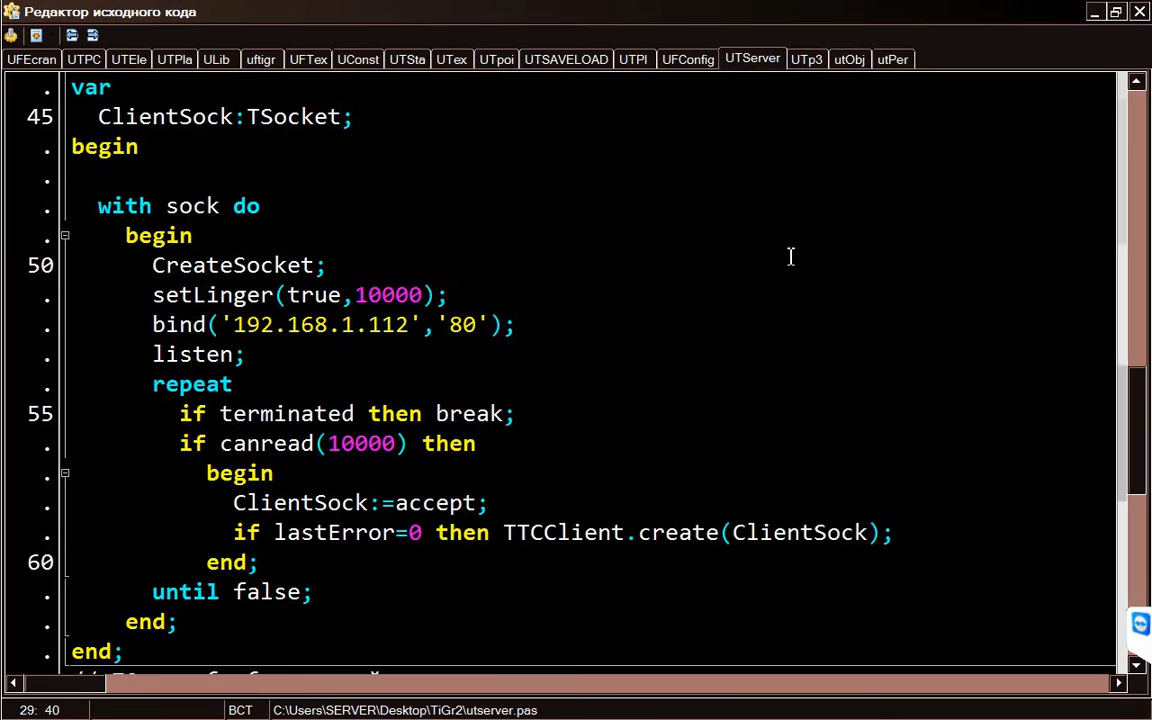 Редактор исходного кода
UFEcran UTPC UTEle UTPla ULib uftigr UFTex UConst UTSta UTex UTpoi UTSAVELOAD UTPI UFConfig UTServer UTp3 utObj utPer
. var
45 ClientSock:TSocket;
. begin
.
. with sock do
. begin
50 CreateSocket;
. setLinger(true,10000);
. bind('192.168.1.112','80');
. listen;
. repeat
55 if terminated then break;
. if canread(10000) then
. begin
. ClientSock:=accept;
. if lastError=0 then TTCClient.create(ClientSock);
60 end;
. until false;
. end;
. end;
29: 40 ВСТ C:\Users\SERVER\Desktop\TiGr2\utserver.pas